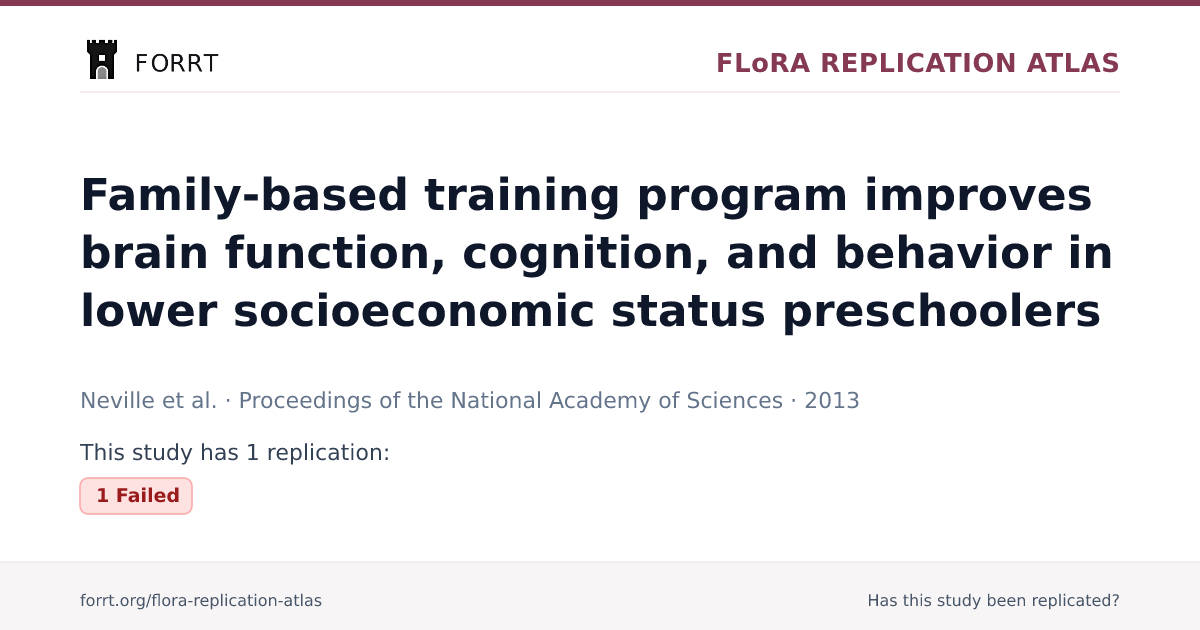 FORRT
FLoRA REPLICATION ATLAS
Family-based training program improves
brain function, cognition, and behavior in
lower socioeconomic status preschoolers
Neville et al. · Proceedings of the National Academy of Sciences · 2013
This study has 1 replication:
1 Failed
forrt.org/flora-replication-atlas
Has this study been replicated?